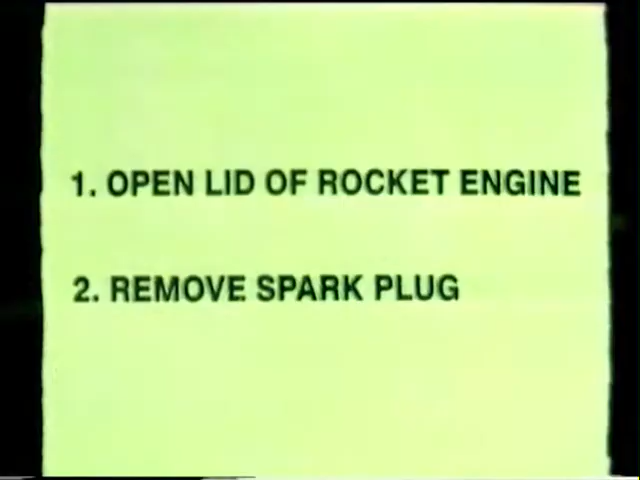 1. OPEN LID OF ROCKET ENGINE
2. REMOVE SPARK PLUG